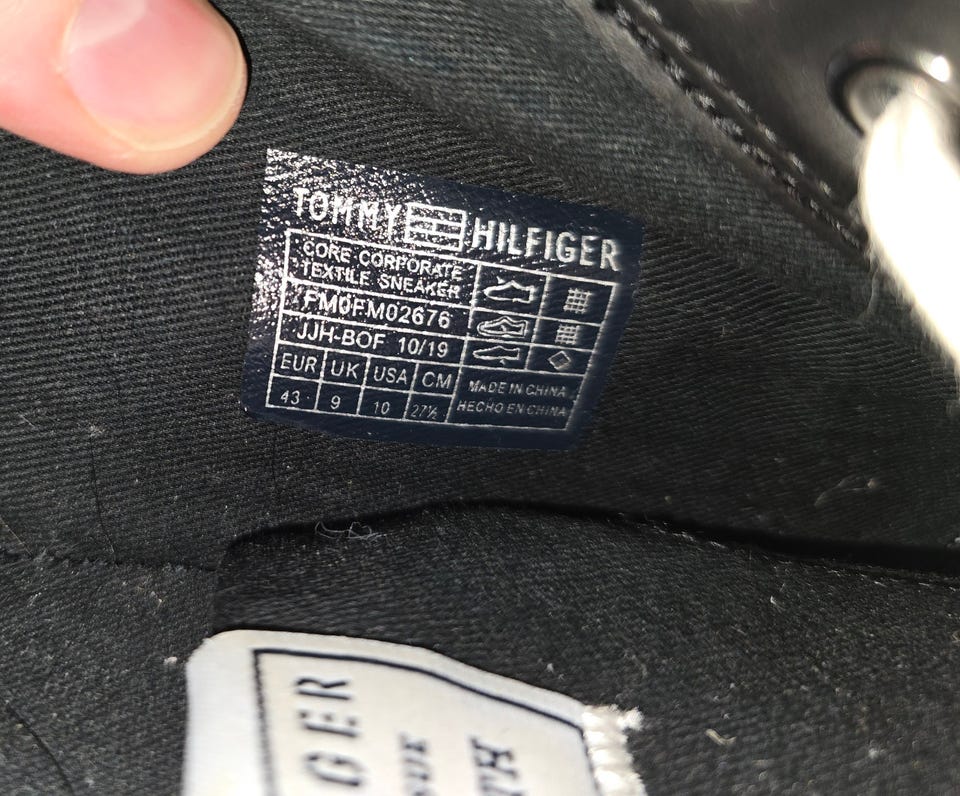 TOMMY HILFIGER
CORE CORPORATE
TEXTILE SNEAKER
FM0FM02676
JJH-BOF 10/19
EUR UK USA CM
43 9 10 27½
MADE IN CHINA
HECHO EN CHINA
GER